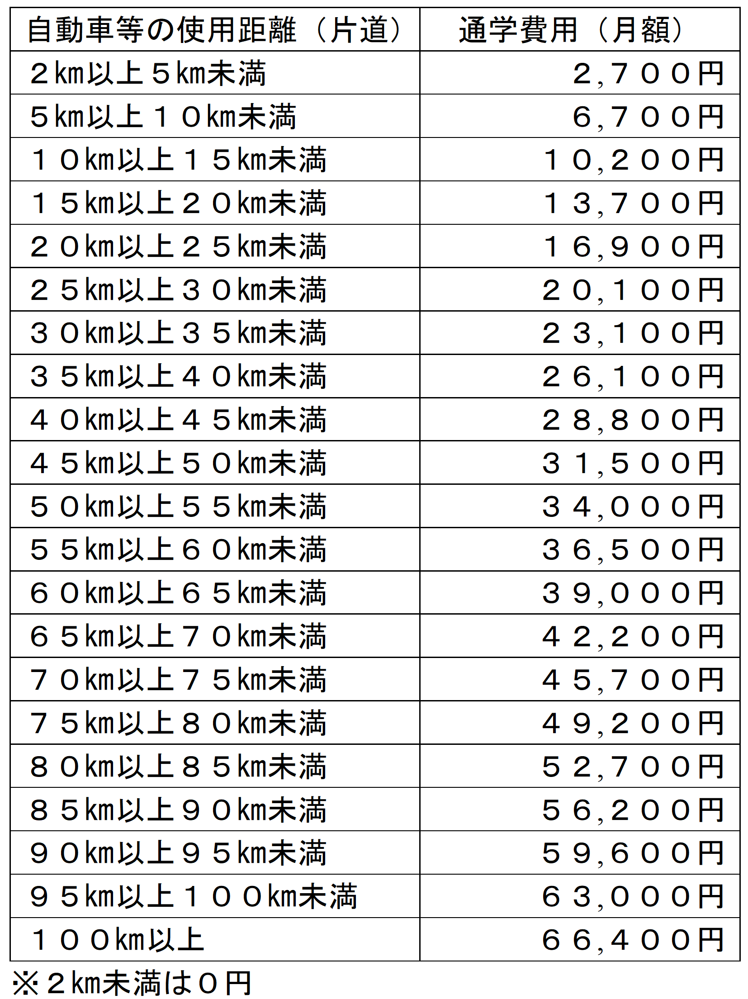 自動車等の使用距離（片道） 通学費用（月額）
２㎞以上５㎞未満 ２,７００円
５㎞以上１０㎞未満 ６,７００円
１０㎞以上１５㎞未満 １０,２００円
１５㎞以上２０㎞未満 １３,７００円
２０㎞以上２５㎞未満 １６,９００円
２５㎞以上３０㎞未満 ２０,１００円
３０㎞以上３５㎞未満 ２３,１００円
３５㎞以上４０㎞未満 ２６,１００円
４０㎞以上４５㎞未満 ２８,８００円
４５㎞以上５０㎞未満 ３１,５００円
５０㎞以上５５㎞未満 ３４,０００円
５５㎞以上６０㎞未満 ３６,５００円
６０㎞以上６５㎞未満 ３９,０００円
６５㎞以上７０㎞未満 ４２,２００円
７０㎞以上７５㎞未満 ４５,７００円
７５㎞以上８０㎞未満 ４９,２００円
８０㎞以上８５㎞未満 ５２,７００円
８５㎞以上９０㎞未満 ５６,２００円
９０㎞以上９５㎞未満 ５９,６００円
９５㎞以上１００㎞未満 ６３,０００円
１００㎞以上 ６６,４００円
※２㎞未満は０円